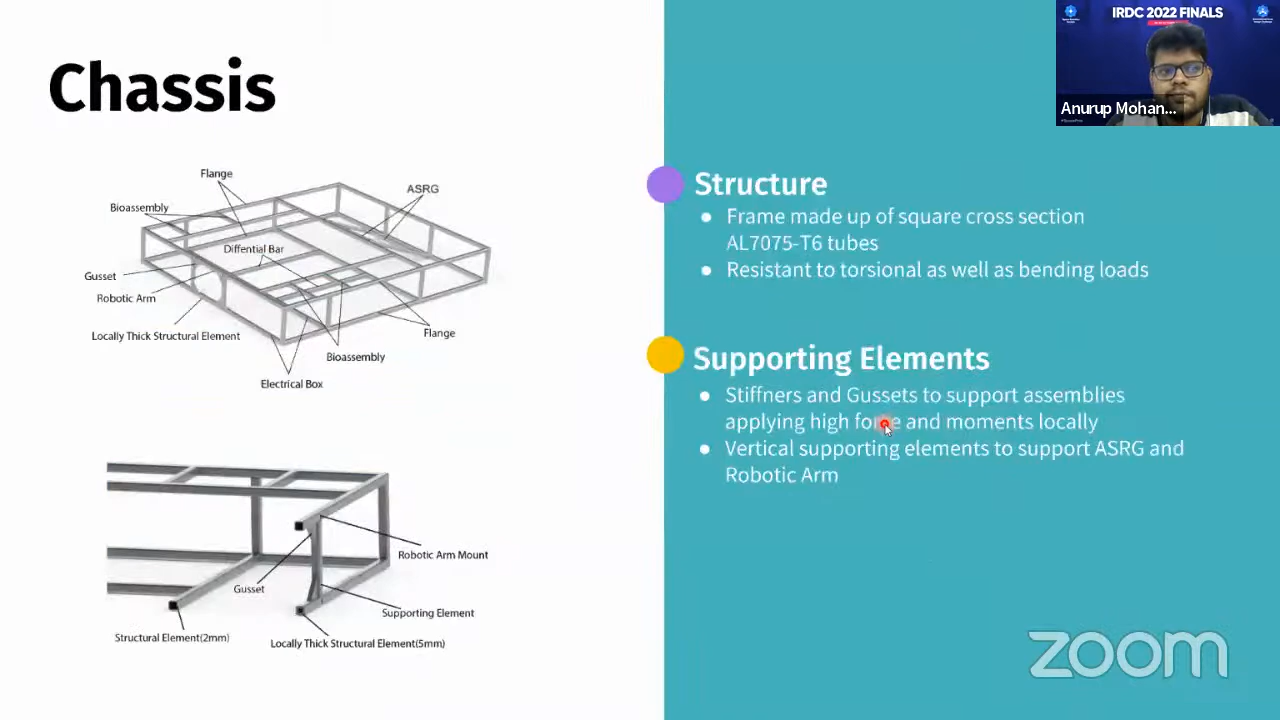 IRDC 2022 FINALS
Anurup Mohan...
Chassis
Flange
ASRG
Bioassembly
Diffential Bar
Gusset
Robotic Arm
Locally Thick Structural Element
Flange
Bioassembly
Electrical Box
Robotic Arm Mount
Gusset
Supporting Element
Structural Element(2mm)
Locally Thick Structural Element(5mm)
Structure
● Frame made up of square cross section
AL7075-T6 tubes
● Resistant to torsional as well as bending loads
Supporting Elements
● Stiffners and Gussets to support assemblies
applying high force and moments locally
● Vertical supporting elements to support ASRG and
Robotic Arm
zoom